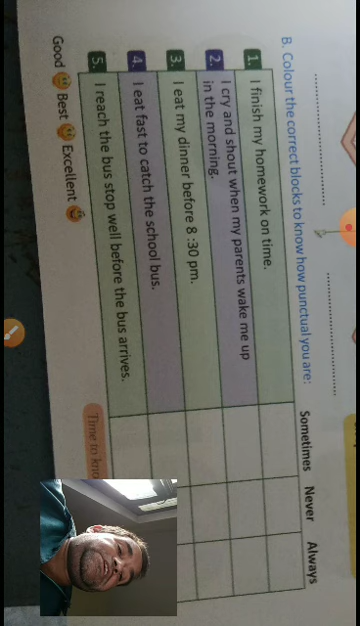 B. Colour the correct blocks to know how punctual you are:
Sometimes Never Always
1. I finish my homework on time.
2. I cry and shout when my parents wake me up
in the morning.
3. I eat my dinner before 8 :30 pm.
4. I eat fast to catch the school bus.
5. I reach the bus stop well before the bus arrives.
Good Best Excellent
Time to kno